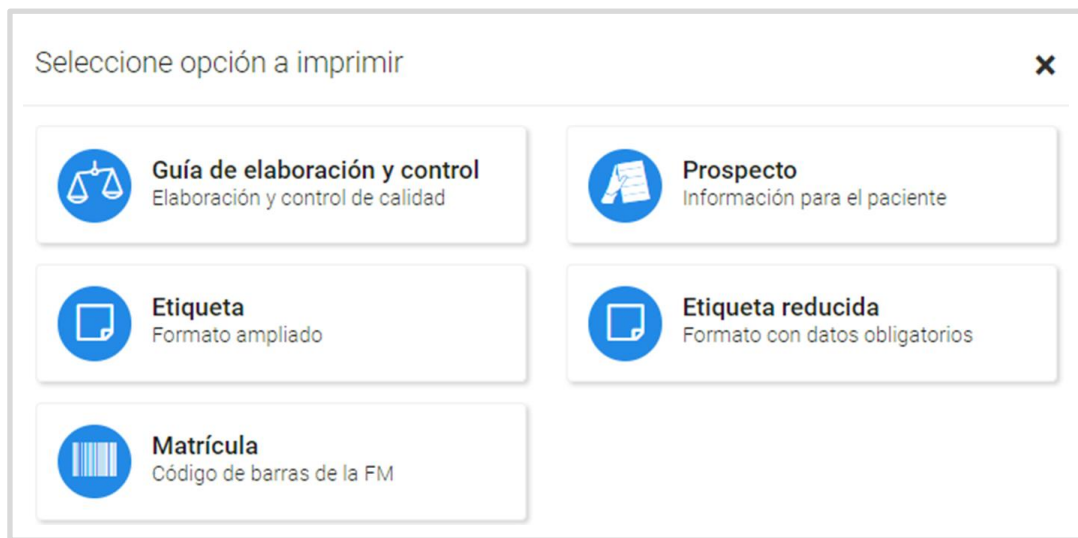 Seleccione opción a imprimir
Guía de elaboración y control
Elaboración y control de calidad
Prospecto
Información para el paciente
Etiqueta
Formato ampliado
Etiqueta reducida
Formato con datos obligatorios
Matrícula
Código de barras de la FM